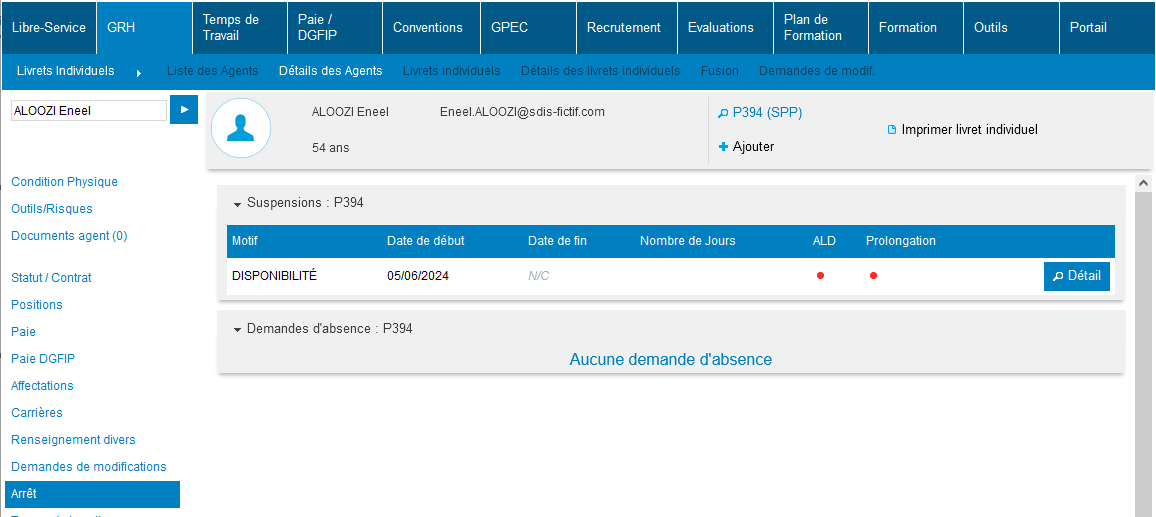 Libre-Service
GRH
Temps de
Travail
Paie /
DGFIP
Conventions
GPEC
Recrutement
Evaluations
Plan de
Formation
Formation
Outils
Portail
Livrets Individuels
Liste des Agents
Détails des Agents
Livrets individuels
Détails des livrets individuels
Fusion
Demandes de modif.
ALOOZI Eneel
ALOOZI Eneel
Eneel.ALOOZI@sdis-fictif.com
54 ans
P394 (SPP)
Ajouter
Imprimer livret individuel
Condition Physique
Outils/Risques
Documents agent (0)
Statut / Contrat
Positions
Paie
Paie DGFIP
Affectations
Carrières
Renseignement divers
Demandes de modifications
Arrêt
Suspensions : P394
Motif Date de début Date de fin Nombre de Jours ALD Prolongation
DISPONIBILITÉ 05/06/2024 N/C Détail
Demandes d'absence : P394
Aucune demande d'absence